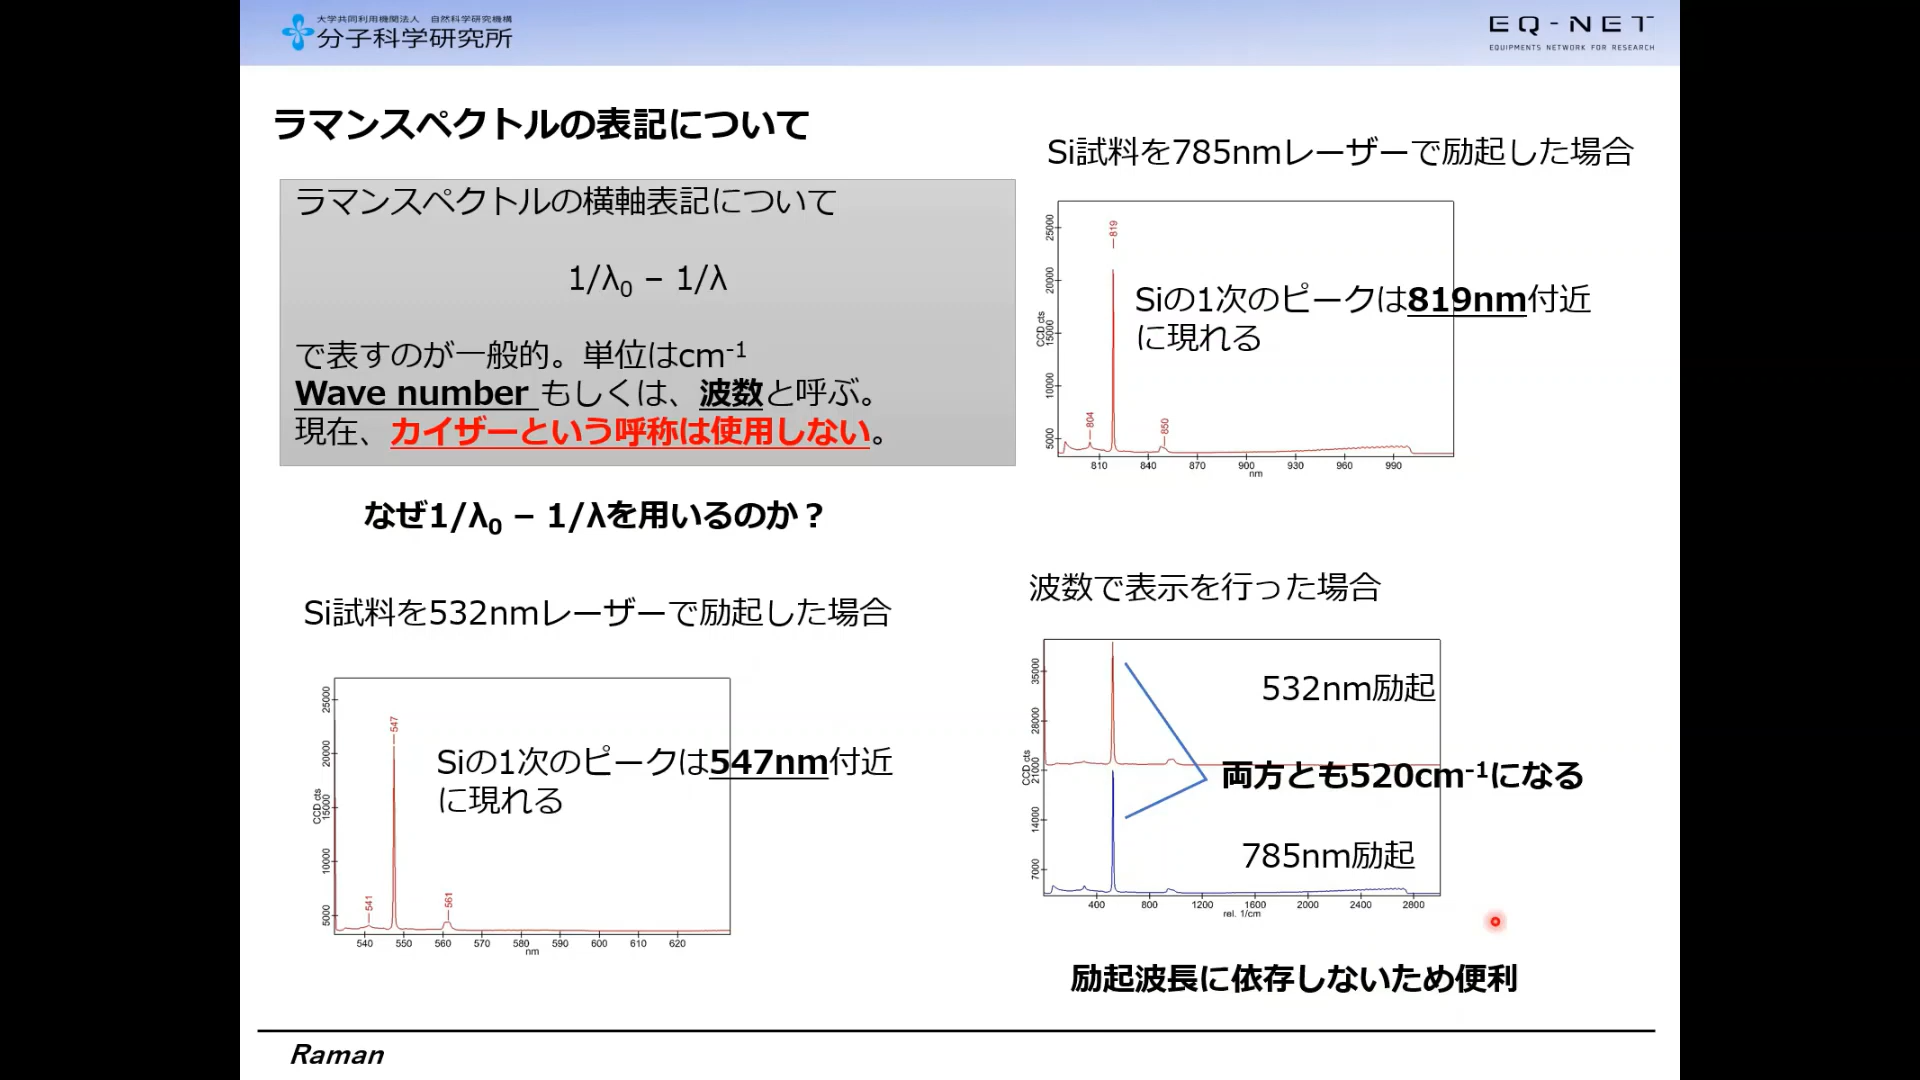 大学共同利用機関法人 自然科学研究機構
分子科学研究所
EQ-NET
EQUIPMENTS NETWORK FOR RESEARCH
ラマンスペクトルの表記について
ラマンスペクトルの横軸表記について
1/λ₀ – 1/λ
で表すのが一般的。単位はcm⁻¹
Wave number もしくは、波数と呼ぶ。
現在、カイザーという呼称は使用しない。
なぜ1/λ₀ – 1/λを用いるのか？
Si試料を532nmレーザーで励起した場合
25000
20000
15000
10000
5000
CCD cts
541
547
561
Siの1次のピークは547nm付近
に現れる
540 550 560 570 580 590 600 610 620
nm
Si試料を785nmレーザーで励起した場合
25000
20000
15000
10000
5000
CCD cts
804
819
850
Siの1次のピークは819nm付近
に現れる
810 840 870 900 930 960 990
nm
波数で表示を行った場合
35000
28000
21000
14000
7000
CCD cts
532nm励起
両方とも520cm⁻¹になる
785nm励起
400 800 1200 1600 2000 2400 2800
rel. 1/cm
励起波長に依存しないため便利
Raman